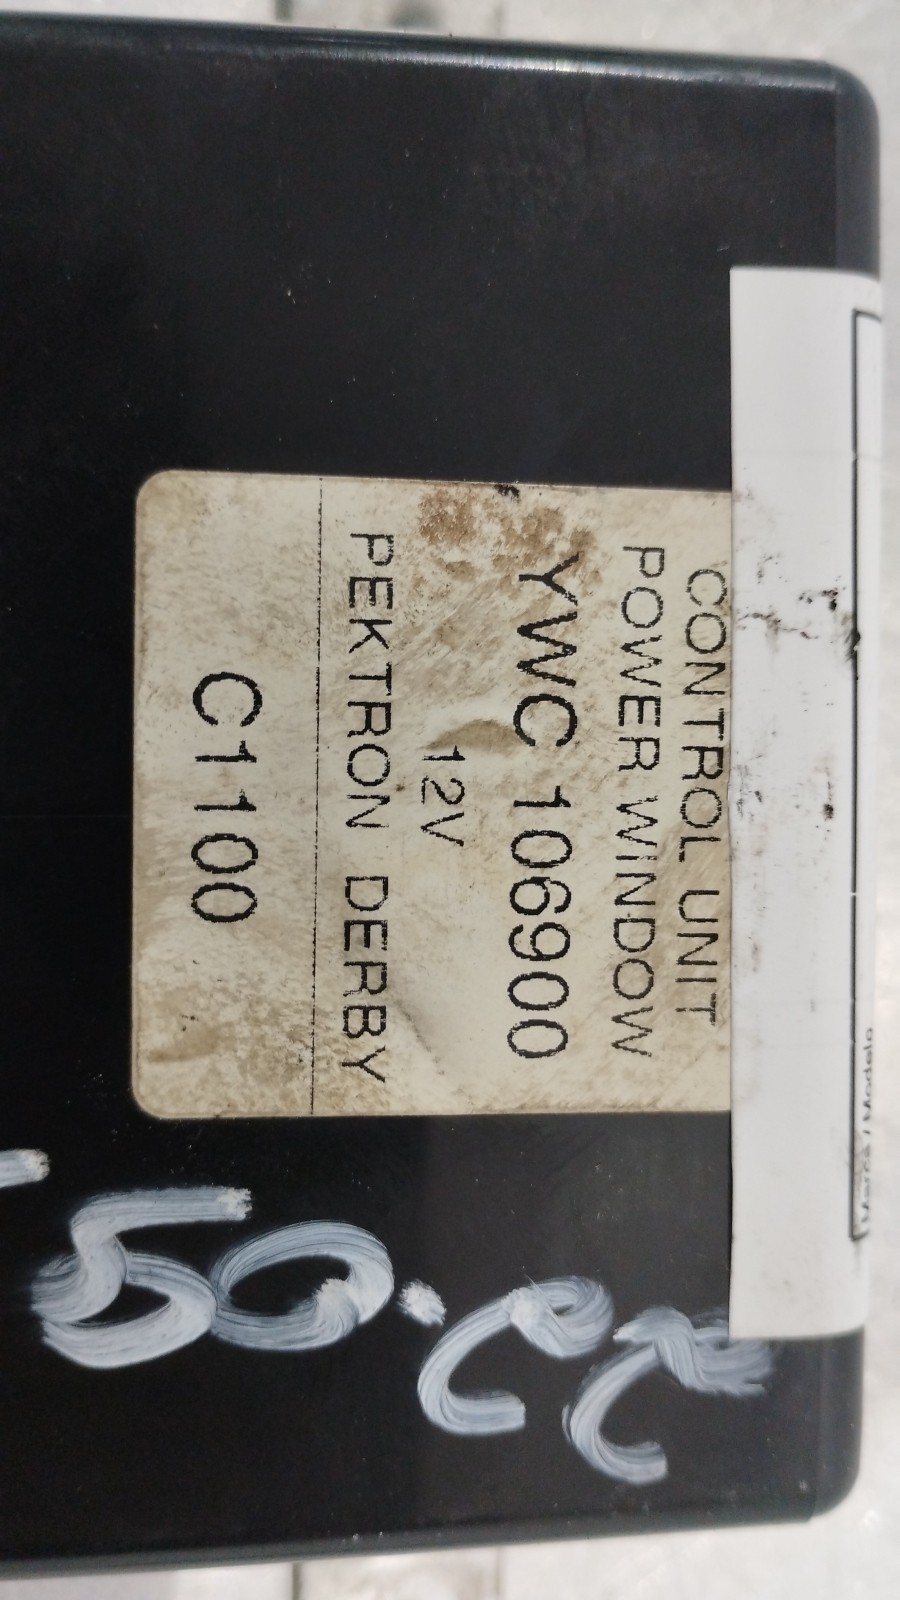 CONTROL UNIT
POWER WINDOW
YWC 106900
12V
PEKTRON DERBY
C1100
Marca / Modelo